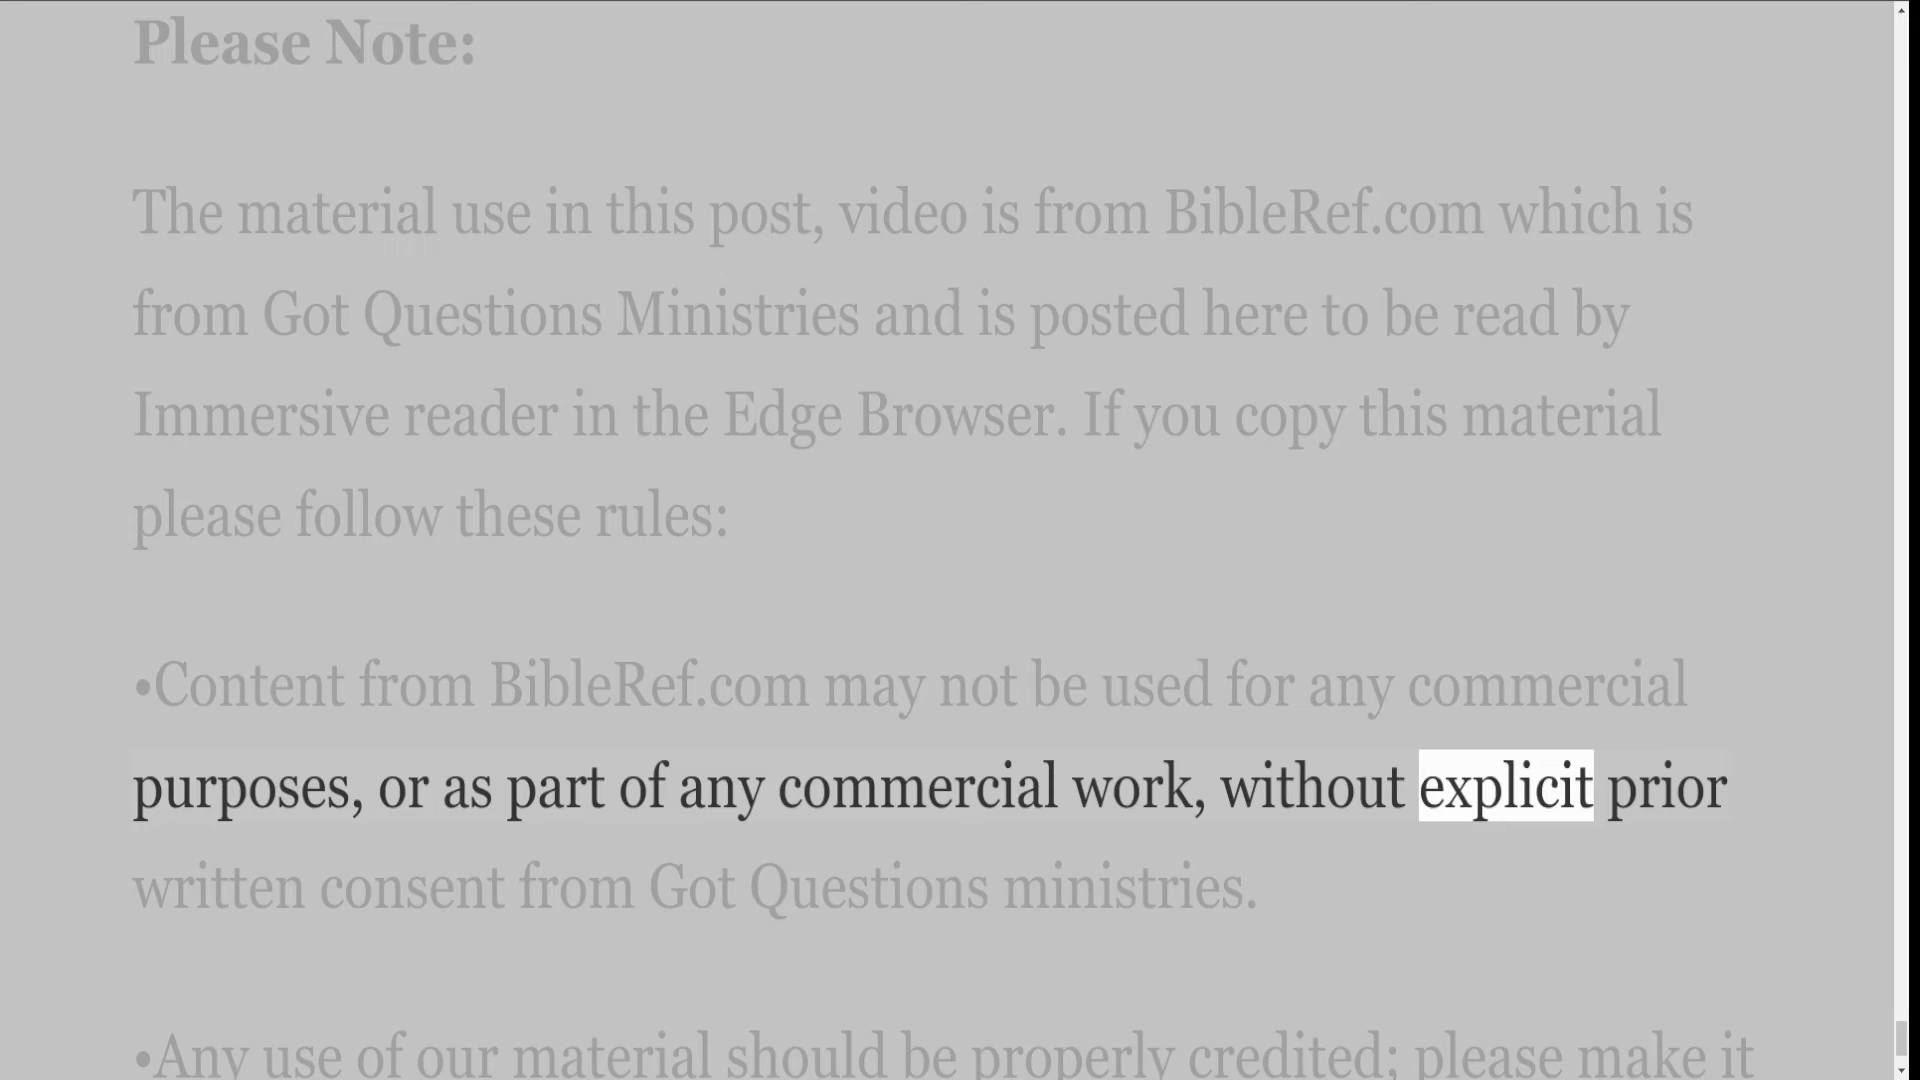 Please Note:
The material use in this post, video is from BibleRef.com which is
from Got Questions Ministries and is posted here to be read by
Immersive reader in the Edge Browser. If you copy this material
please follow these rules:
•Content from BibleRef.com may not be used for any commercial
purposes, or as part of any commercial work, without explicit prior
written consent from Got Questions ministries.
•Any use of our material should be properly credited; please make it